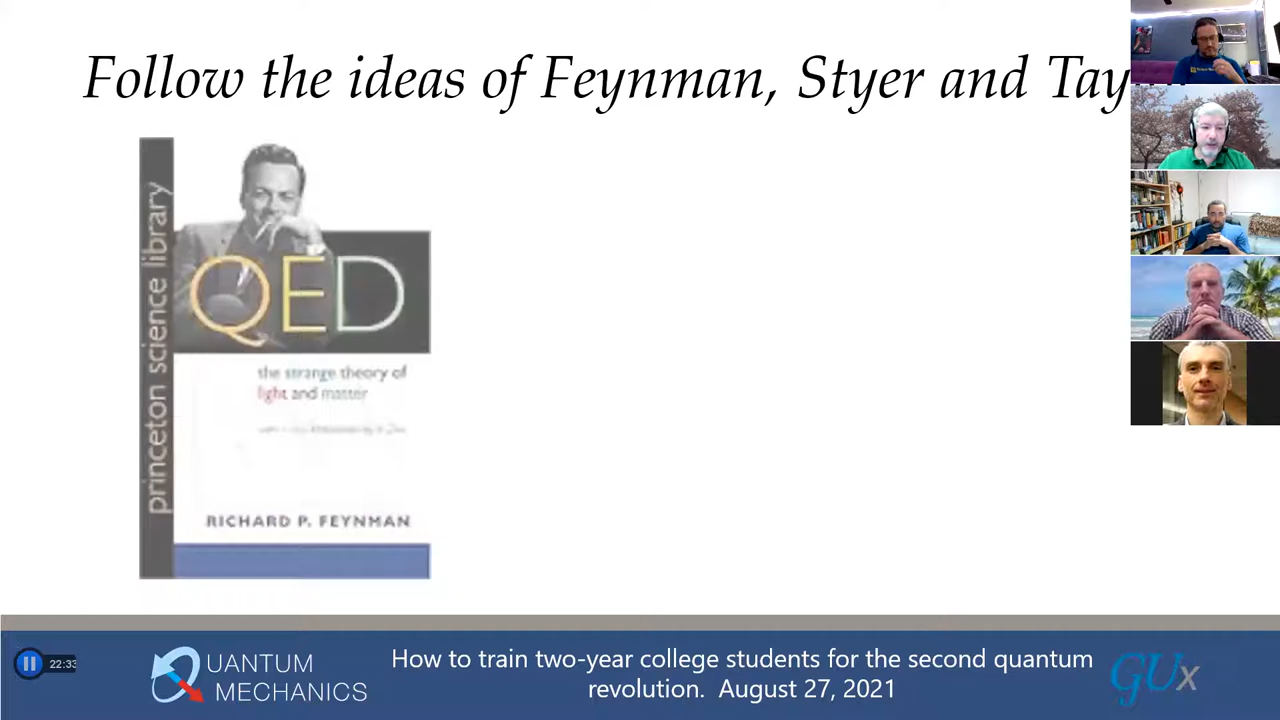 Follow the ideas of Feynman, Styer and Tay
princeton science library
QED
the strange theory of
light and matter
RICHARD P. FEYNMAN
22:33
QUANTUM
MECHANICS
How to train two-year college students for the second quantum
revolution. August 27, 2021
GUx